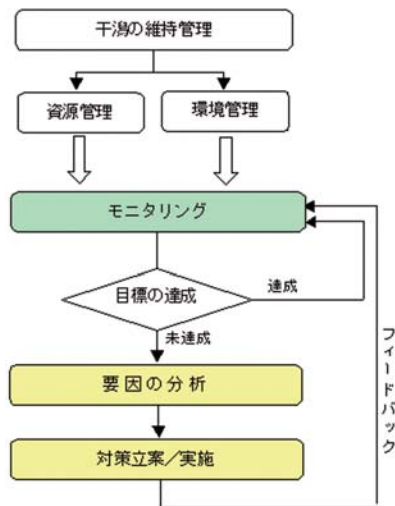 干潟の維持管理
資源管理
環境管理
モニタリング
目標の達成
達成
未達成
要因の分析
対策立案／実施
フィードバック